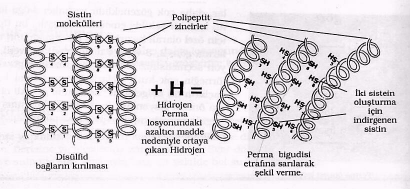 Sistin
molekülleri
Polipeptit
zincirler
+ H =
Hidrojen
Perma
losyonundaki
azaltıcı madde
nedeniyle ortaya
çıkan Hidrojen
İki sistein
oluşturma
için
indirgenen
sistin
Disülfid
bağların kırılması
Perma bigudisi
etrafına sarılarak
şekil verme.